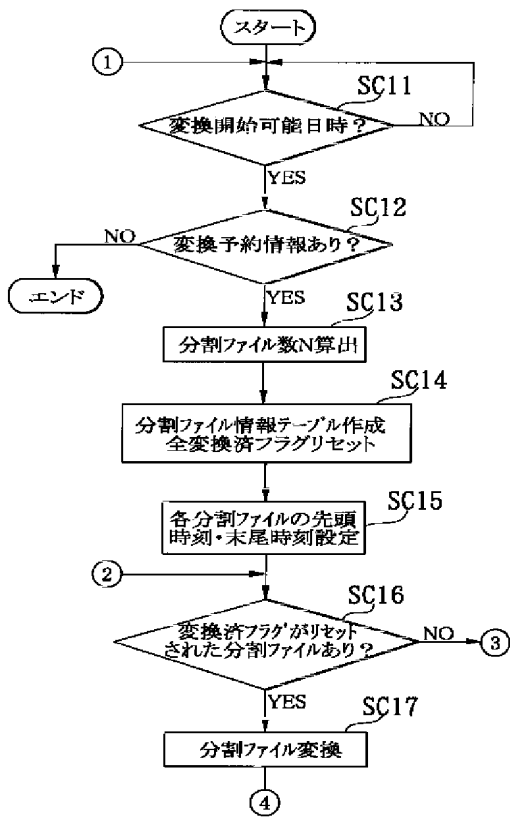 スタート
①
SC11
変換開始可能日時？
NO
YES
SC12
変換予約情報あり？
NO
エンド
YES
SC13
分割ファイル数N算出
SC14
分割ファイル情報テーブル作成
全変換済フラグリセット
SC15
各分割ファイルの先頭
時刻・末尾時刻設定
②
SC16
変換済フラグがリセット
された分割ファイルあり？
NO
③
YES
SC17
分割ファイル変換
④